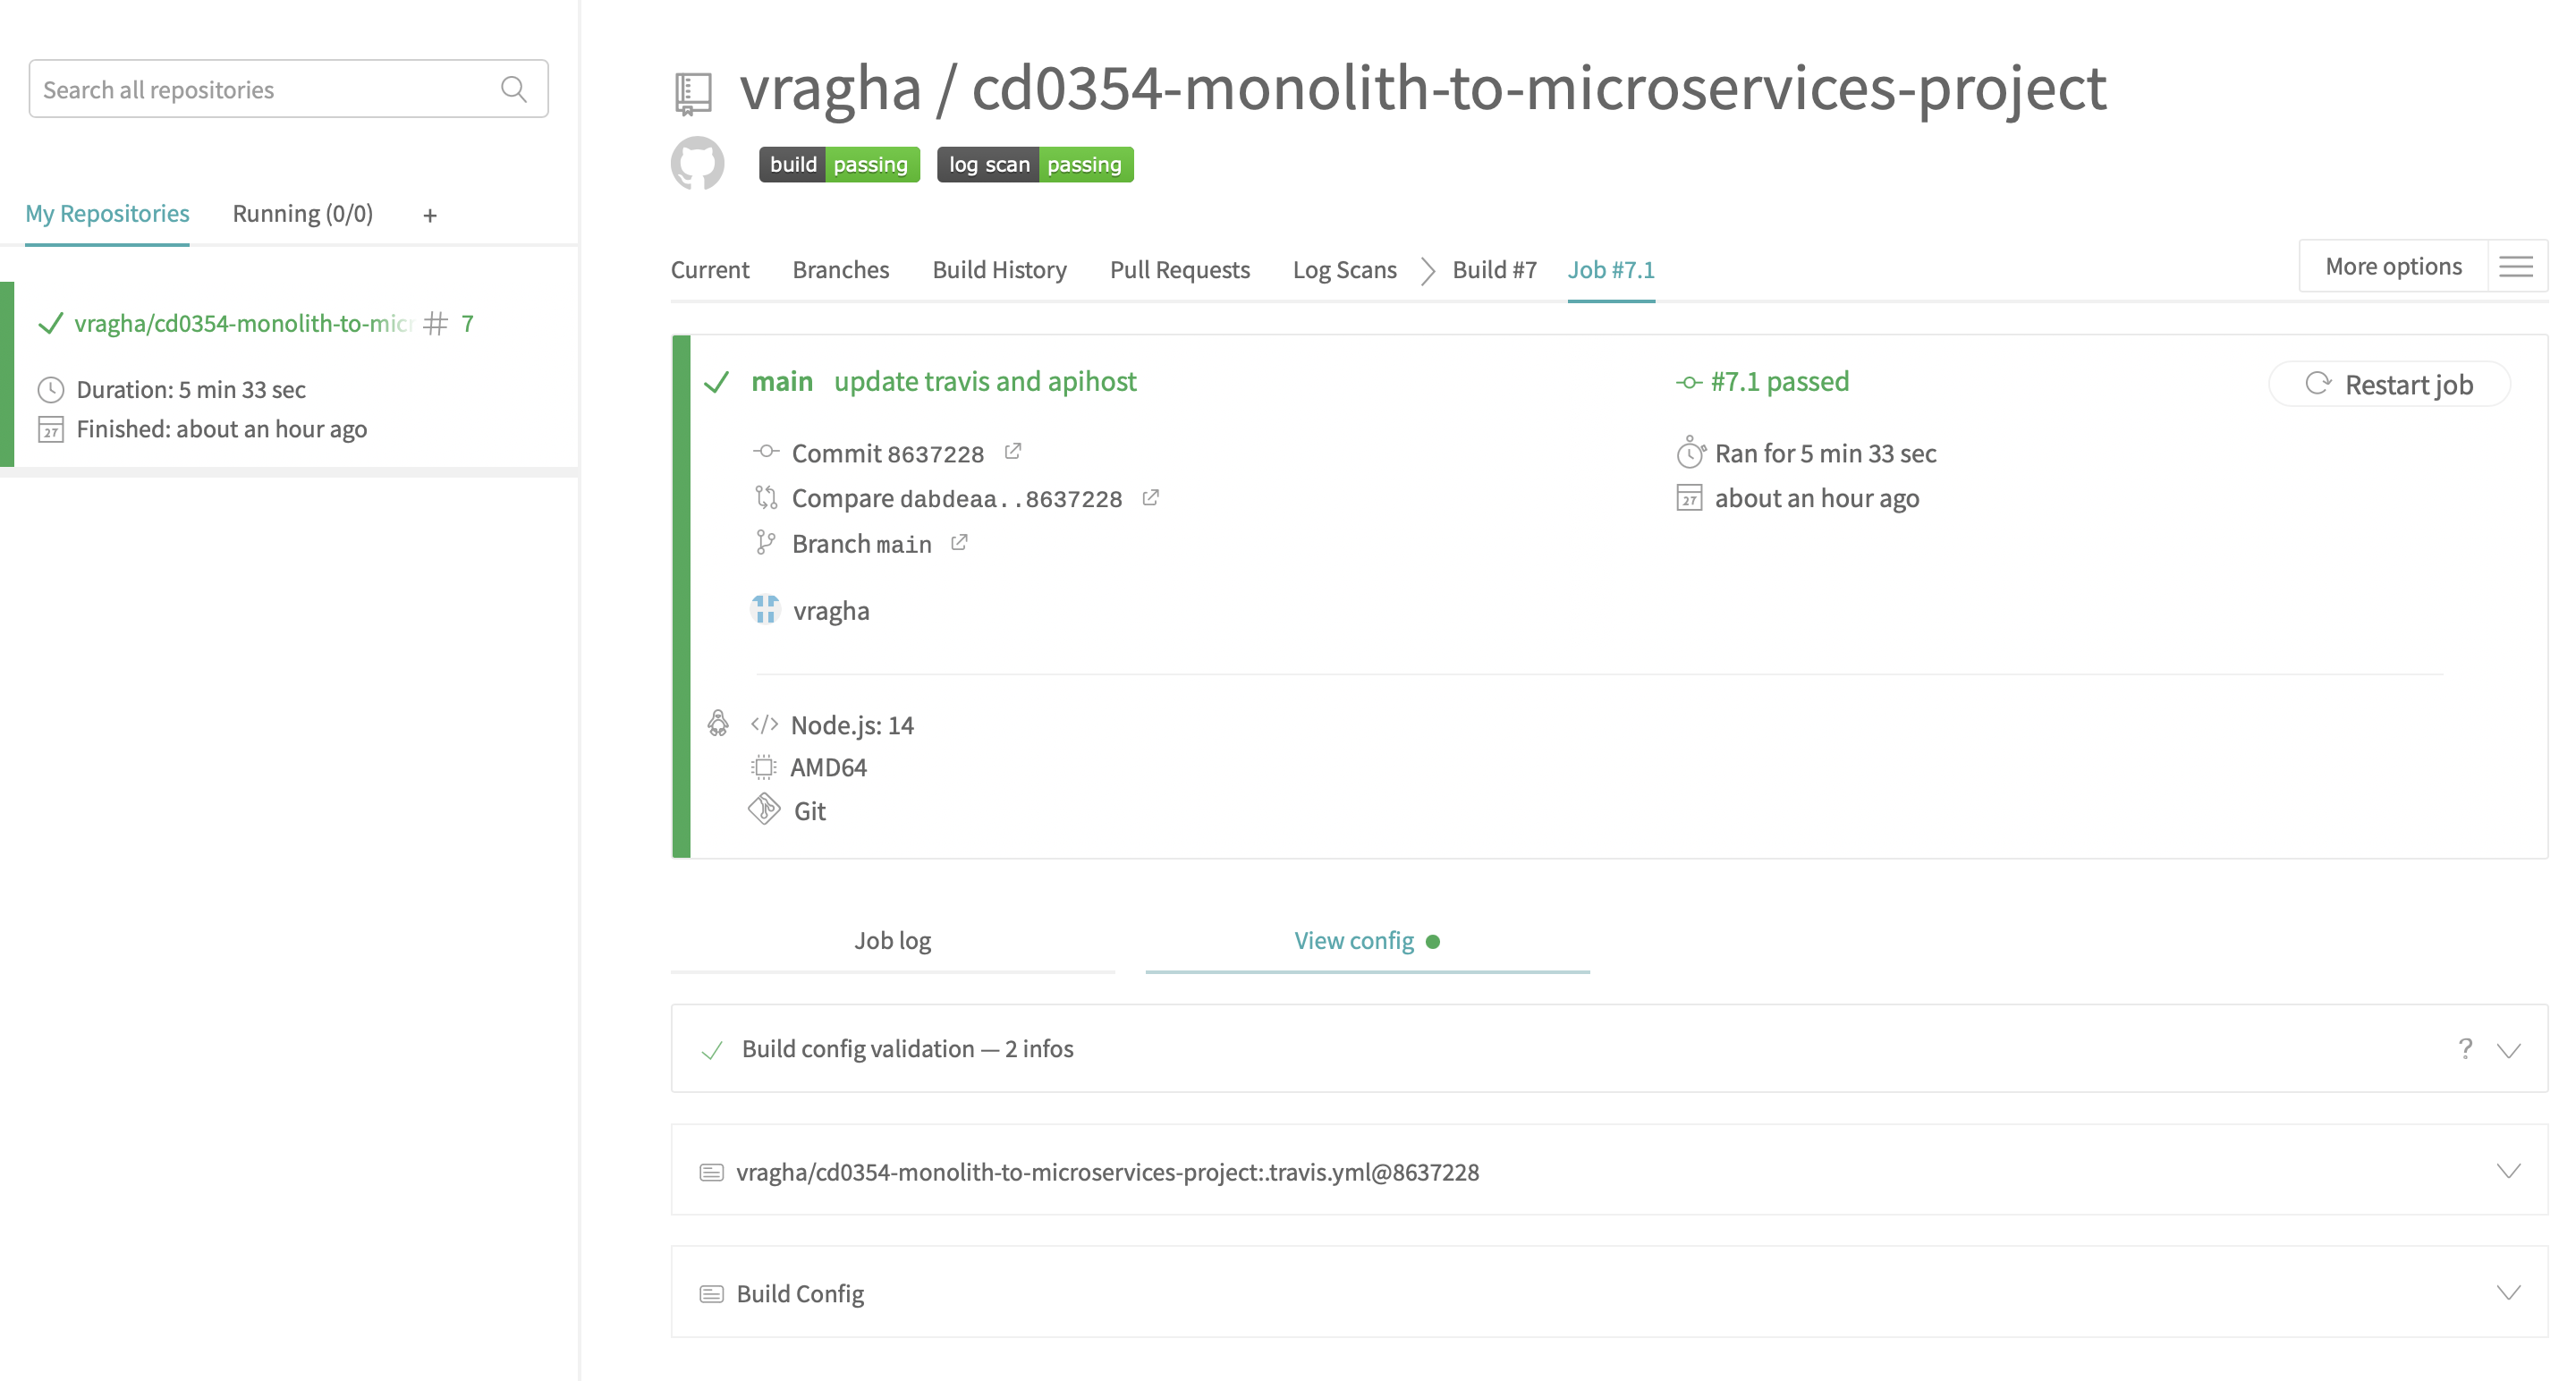 Search all repositories
My Repositories Running (0/0) +
vragha/cd0354-monolith-to-micr # 7
Duration: 5 min 33 sec
27 Finished: about an hour ago
vragha / cd0354-monolith-to-microservices-project
build passing log scan passing
Current Branches Build History Pull Requests Log Scans Build #7 Job #7.1 More options
main update travis and apihost #7.1 passed Restart job
Commit 8637228 Ran for 5 min 33 sec
Compare dabdeaa..8637228 27 about an hour ago
Branch main
vragha
</> Node.js: 14
AMD64
Git
Job log View config
Build config validation — 2 infos ?
vragha/cd0354-monolith-to-microservices-project:.travis.yml@8637228
Build Config